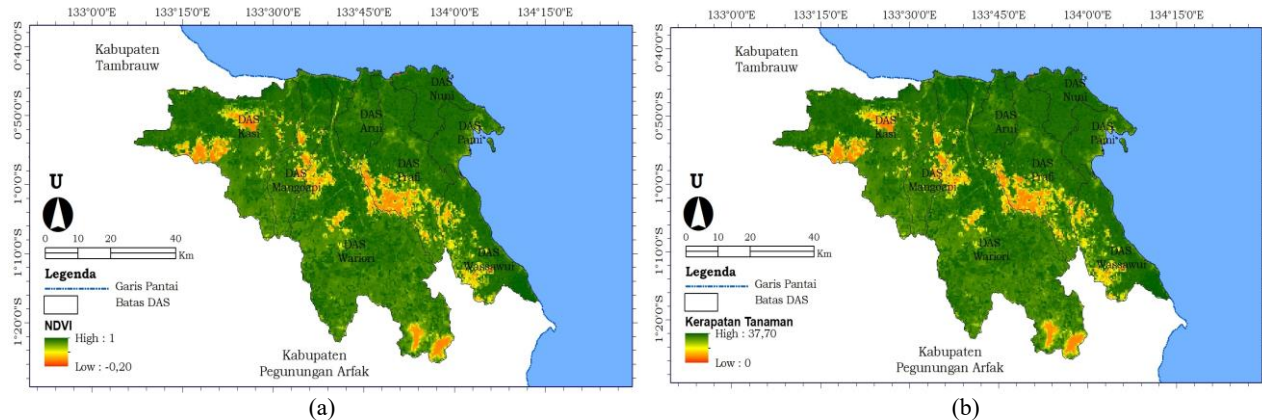 133°0'0"E 133°15'0"E 133°30'0"E 133°45'0"E 134°0'0"E 134°15'0"E
0°40'0"S
0°50'0"S
1°0'0"S
1°10'0"S
1°20'0"S
Kabupaten
Tambrauw
DAS
Nuni
DAS
Kasi
DAS
Arui
DAS
Pami
DAS
Prafi
DAS
Mangopi
DAS
Wariori
DAS
Wassawui
U
0 10 20 40
Km
Legenda
Garis Pantai
Batas DAS
NDVI
High : 1
Low : -0,20
Kabupaten
Pegunungan Arfak
(a)
133°0'0"E 133°15'0"E 133°30'0"E 133°45'0"E 134°0'0"E 134°15'0"E
0°40'0"S
0°50'0"S
1°0'0"S
1°10'0"S
1°20'0"S
Kabupaten
Tambrauw
DAS
Nuni
DAS
Kasi
DAS
Arui
DAS
Pami
DAS
Prafi
DAS
Mangopi
DAS
Wariori
DAS
Wassawui
U
0 10 20 40
Km
Legenda
Garis Pantai
Batas DAS
Kerapatan Tanaman
High : 37,70
Low : 0
Kabupaten
Pegunungan Arfak
(b)